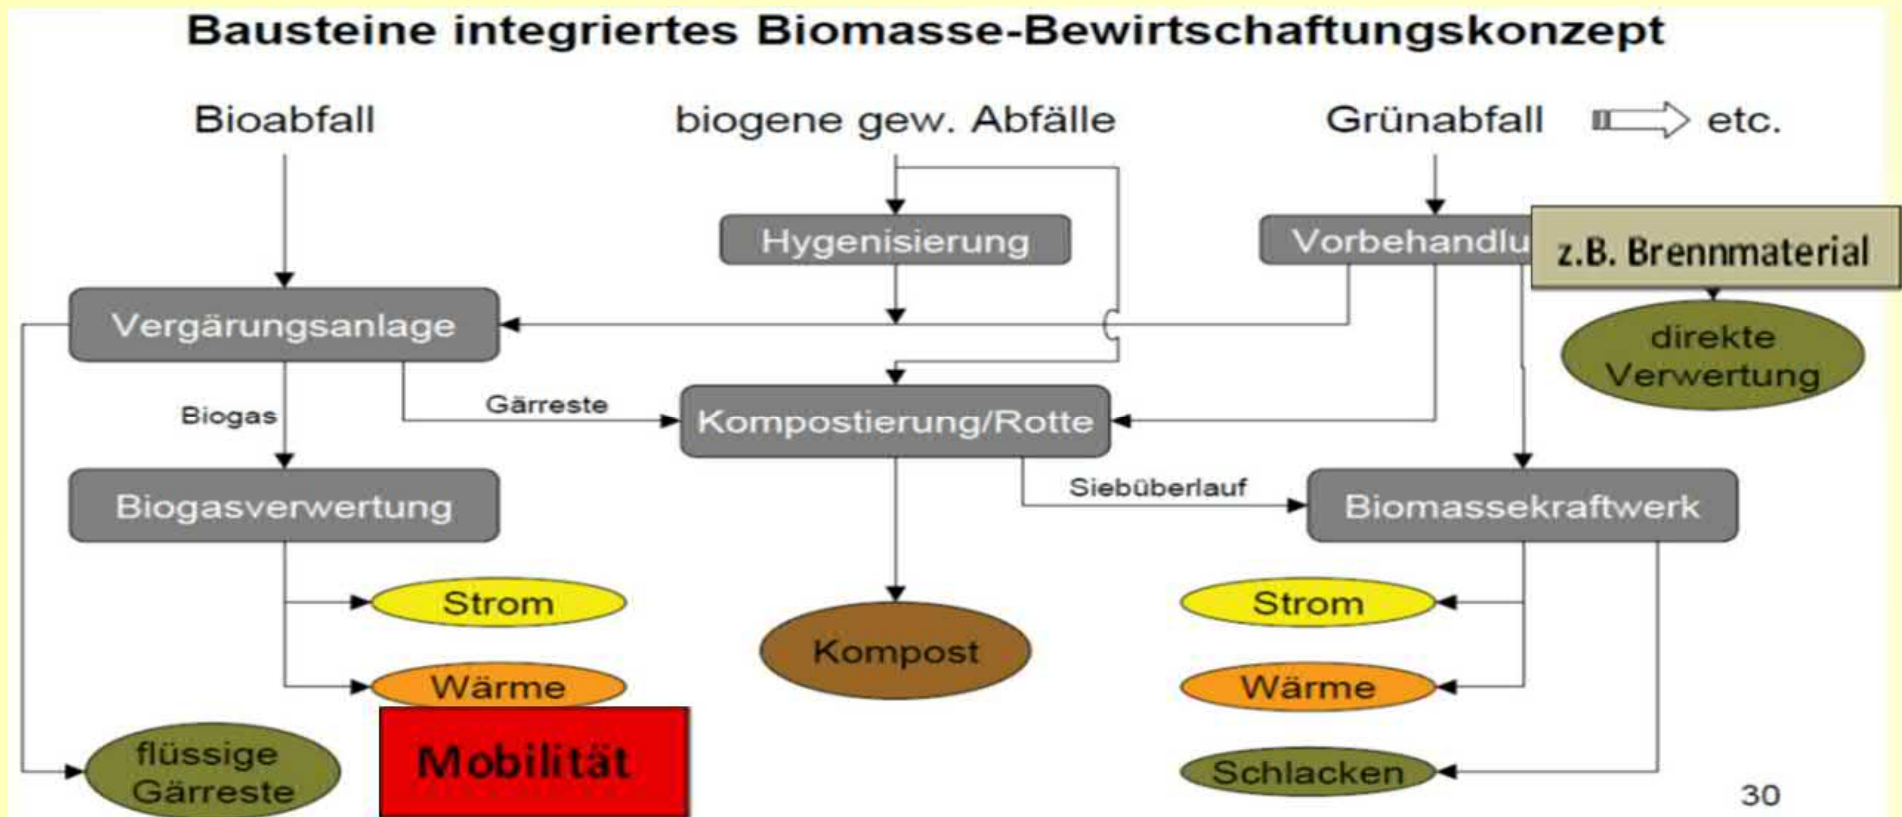 Bausteine integriertes Biomasse-Bewirtschaftungskonzept
Bioabfall
biogene gew. Abfälle
Grünabfall
etc.
Hygenisierung
Vorbehandlu
z.B. Brennmaterial
Vergärungsanlage
direkte
Verwertung
Biogas
Gärreste
Kompostierung/Rotte
Siebüberlauf
Biogasverwertung
Biomassekraftwerk
Strom
Strom
Kompost
Wärme
Wärme
flüssige
Gärreste
Mobilität
Schlacken
30